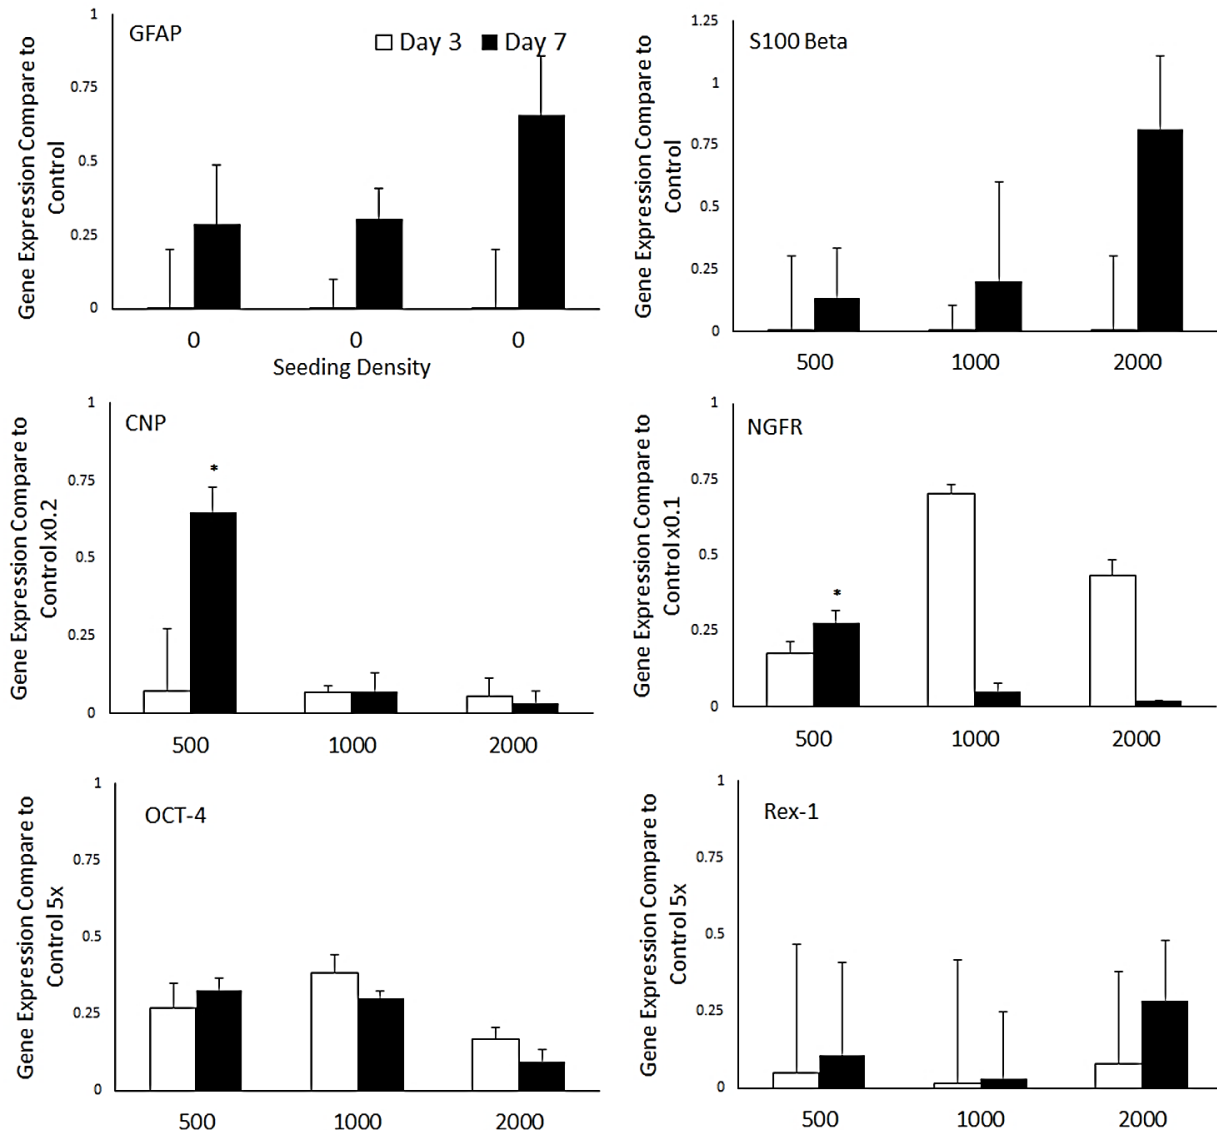 GFAP
Day 3 Day 7
Gene Expression Compare to
Control
1
0.75
0.5
0.25
0
0 0 0
Seeding Density
S100 Beta
Gene Expression Compare to
Control
1.25
1
0.75
0.5
0.25
0
500 1000 2000
CNP
*
Gene Expression Compare to
Control x0.2
1
0.75
0.5
0.25
0
500 1000 2000
NGFR
*
Gene Expression Compare to
Control x0.1
1
0.75
0.5
0.25
0
500 1000 2000
OCT-4
Gene Expression Compare to
Control 5x
1
0.75
0.5
0.25
0
500 1000 2000
Rex-1
Gene Expression Compare to
Control 5x
1
0.75
0.5
0.25
0
500 1000 2000